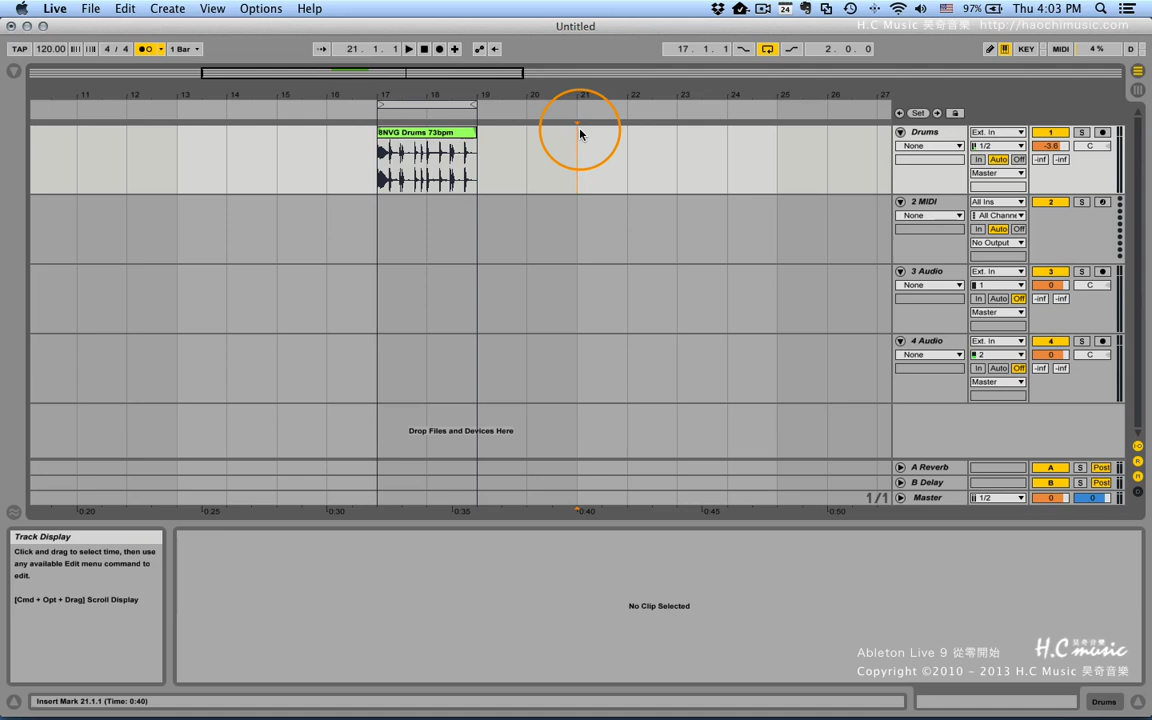 Live File Edit Create View Options Help
24 97% Thu 4:03 PM
Untitled
H.C Music 昊奇音樂 http://haochimusic.com
TAP 120.00 4 / 4 1 Bar 21. 1. 1 17. 1. 1 2. 0. 0 KEY MIDI 4 % D
11 12 13 14 15 16 17 18 19 20 21 22 23 24 25 26 27
Set
8NVG Drums 73bpm
Drums Ext. In 1 S
None 1/2 -3.6 C
In Auto Off -inf -inf
Master
2 MIDI All Ins 2 S
None All Channe
In Auto Off
No Output
3 Audio Ext. In 3 S
None 1 0 C
In Auto Off -inf -inf
Master
4 Audio Ext. In 4 S
None 2 0 C
In Auto Off -inf -inf
Master
Drop Files and Devices Here
A Reverb A S Post
B Delay B S Post
1/1 Master 1/2 0 0
0:20 0:25 0:30 0:35 0:40 0:45 0:50
Track Display
Click and drag to select time, then use
any available Edit menu command to
edit.
[Cmd + Opt + Drag] Scroll Display
No Clip Selected
Ableton Live 9 從零開始 H.C music 昊奇音樂
Copyright ©2010 - 2013 H.C Music 昊奇音樂
Insert Mark 21.1.1 (Time: 0:40)
Drums